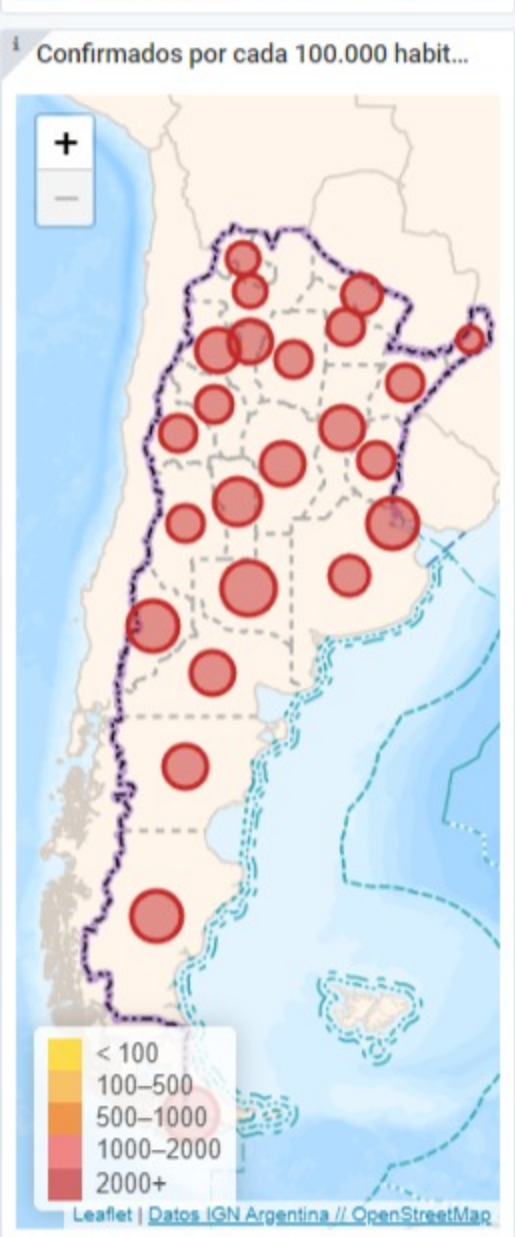 i
Confirmados por cada 100.000 habit...
+
−
< 100
100–500
500–1000
1000–2000
2000+
Leaflet | Datos IGN Argentina // OpenStreetMap